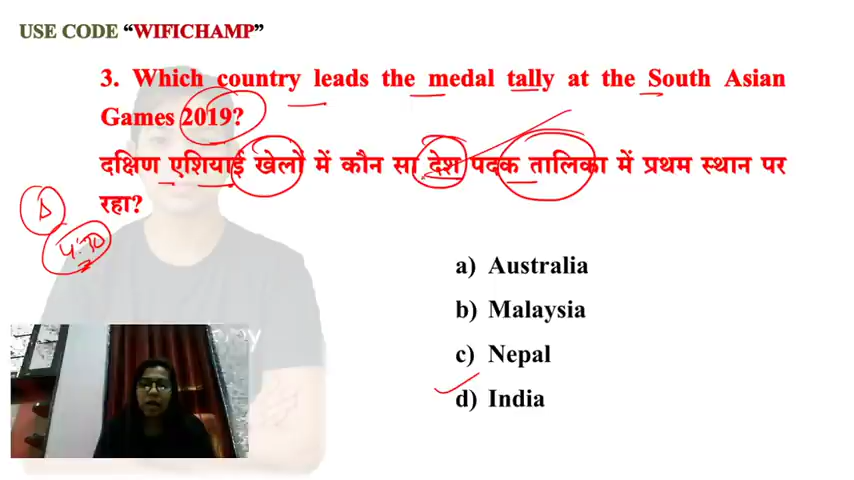 USE CODE “WIFICHAMP”
3. Which country leads the medal tally at the South Asian
Games 2019?
दक्षिण एशियाई खेलों में कौन सा देश पदक तालिका में प्रथम स्थान पर
रहा?
a) Australia
b) Malaysia
c) Nepal
d) India